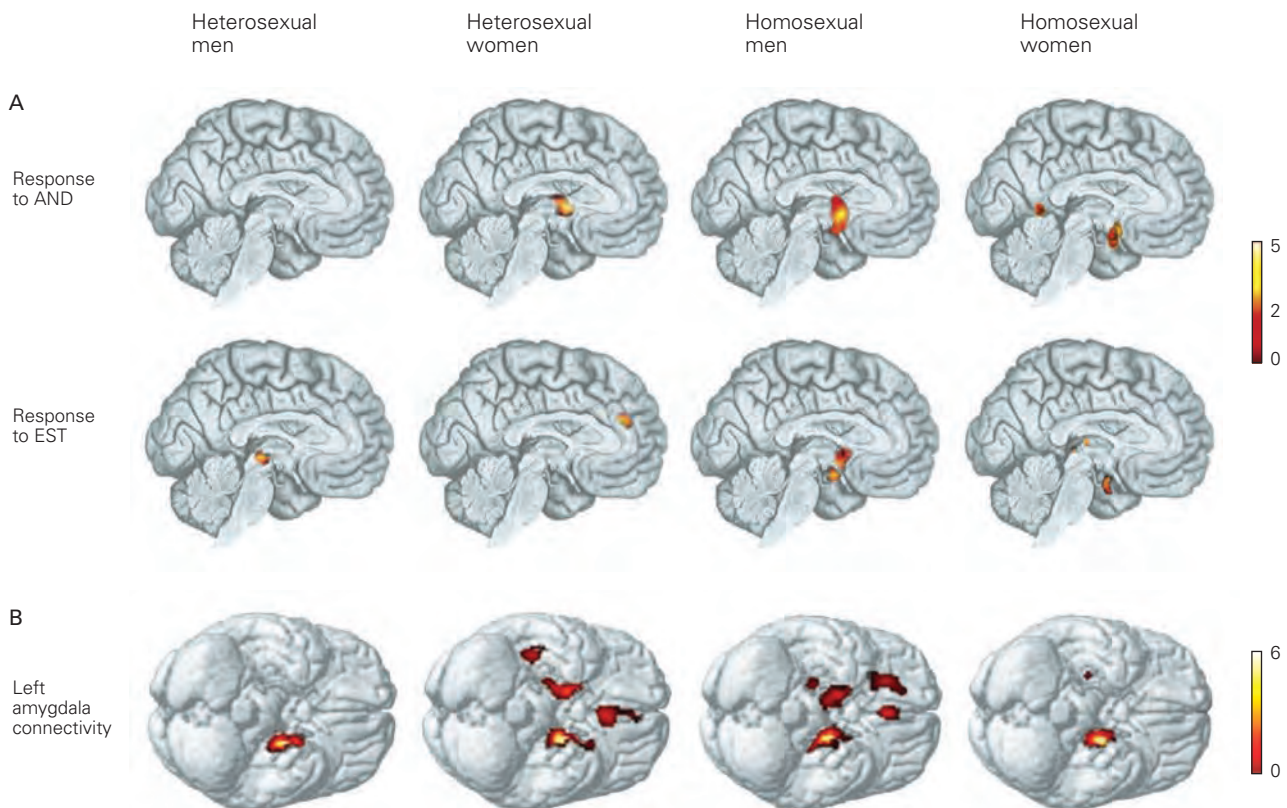 Heterosexual
men
Heterosexual
women
Homosexual
men
Homosexual
women
A
Response
to AND
5
2
0
Response
to EST
B
Left
amygdala
connectivity
6
0